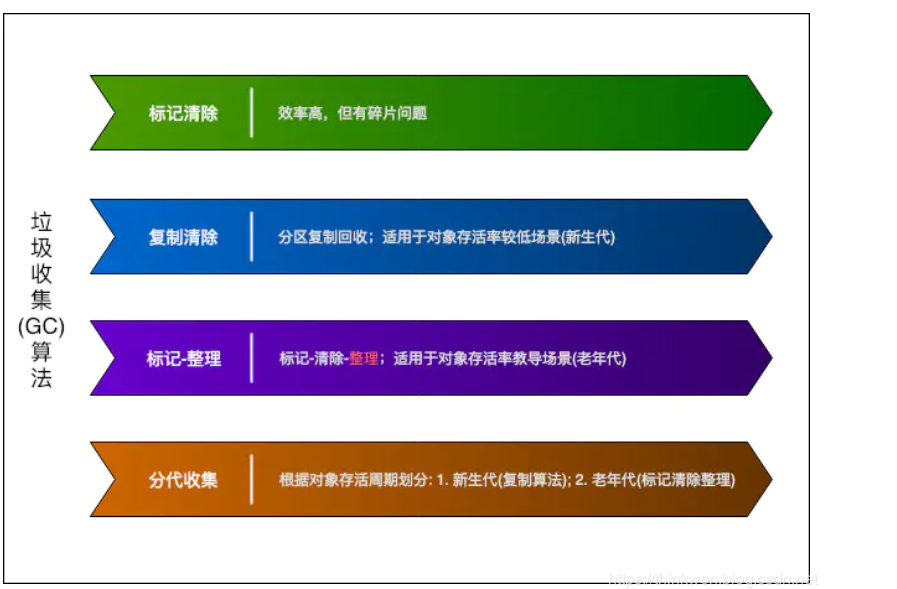 垃圾收集(GC)算法
标记清除
效率高，但有碎片问题
复制清除
分区复制回收；适用于对象存活率较低场景(新生代)
标记-整理
标记-清除-整理；适用于对象存活率教导场景(老年代)
分代收集
根据对象存活周期划分: 1. 新生代(复制算法); 2. 老年代(标记清除整理)
https://thinkwon.blog.csdn.net